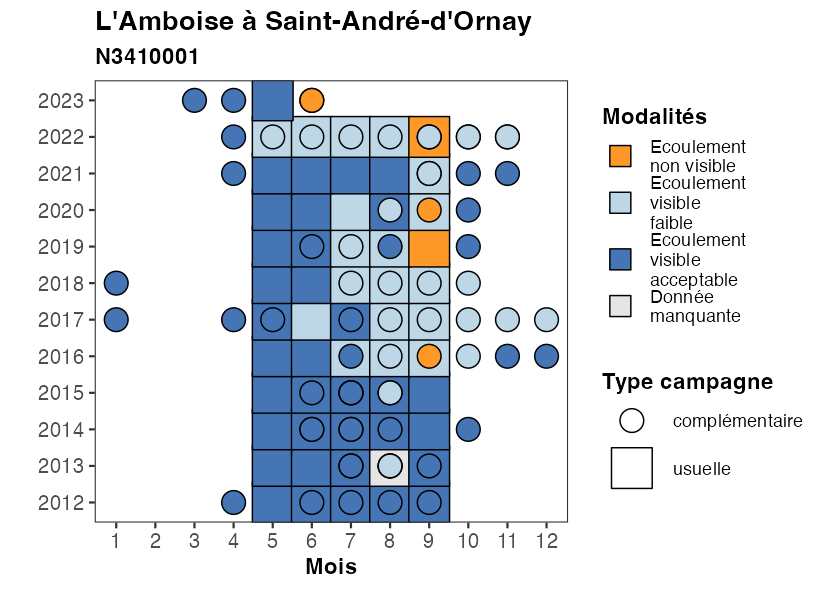 L'Amboise à Saint-André-d'Ornay
N3410001
2023
2022
2021
2020
2019
2018
2017
2016
2015
2014
2013
2012
1 2 3 4 5 6 7 8 9 10 11 12
Mois
Modalités
Ecoulement
non visible
Ecoulement
visible
faible
Ecoulement
visible
acceptable
Donnée
manquante
Type campagne
complémentaire
usuelle